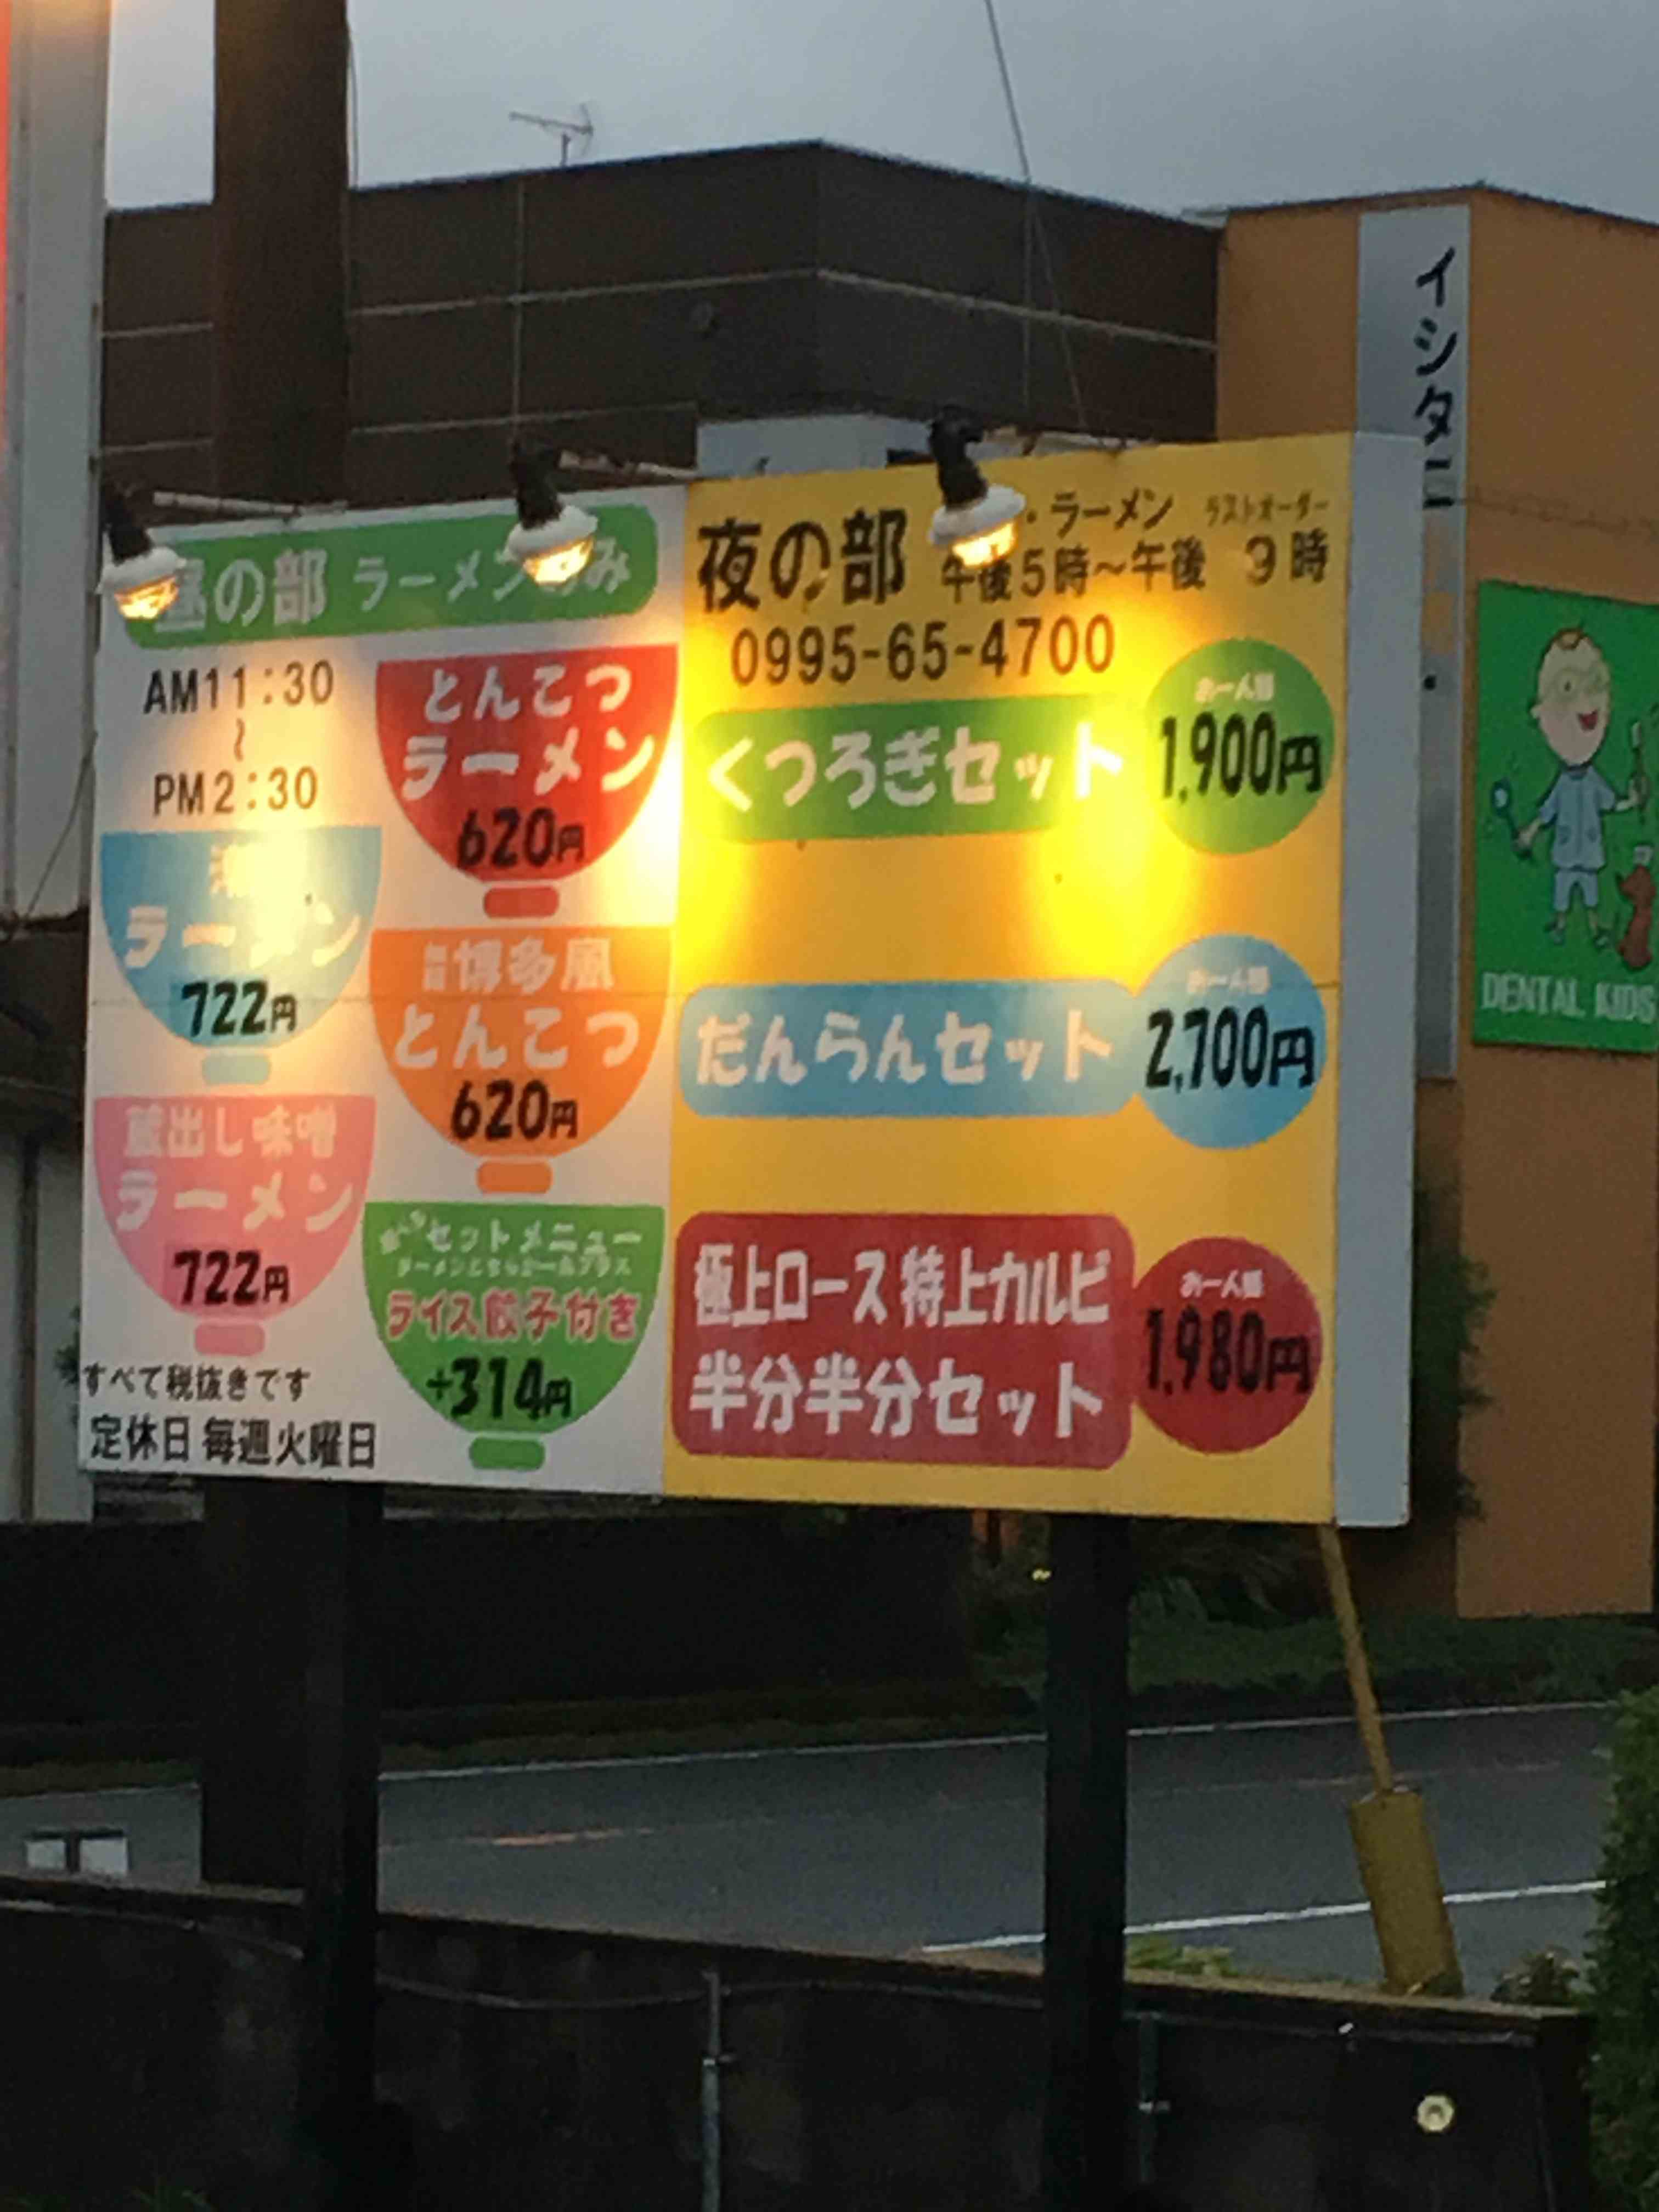 昼の部 ラーメンのみ
AM11:30
〜
PM2:30
とんこつ
ラーメン
620円
ラーメン
722円
博多風
とんこつ
620円
蔵出し味噌
ラーメン
722円
セットメニュー
ライス餃子付き
+314円
すべて税抜きです
定休日 毎週火曜日
夜の部 ・ラーメン ラストオーダー
午後5時〜午後 9時
0995-65-4700
くつろぎセット
お一人様
1,900円
だんらんセット
お一人様
2,700円
極上ロース 特上カルビ
半分半分セット
お一人様
1,980円
イシタニ
DENTAL KIDS